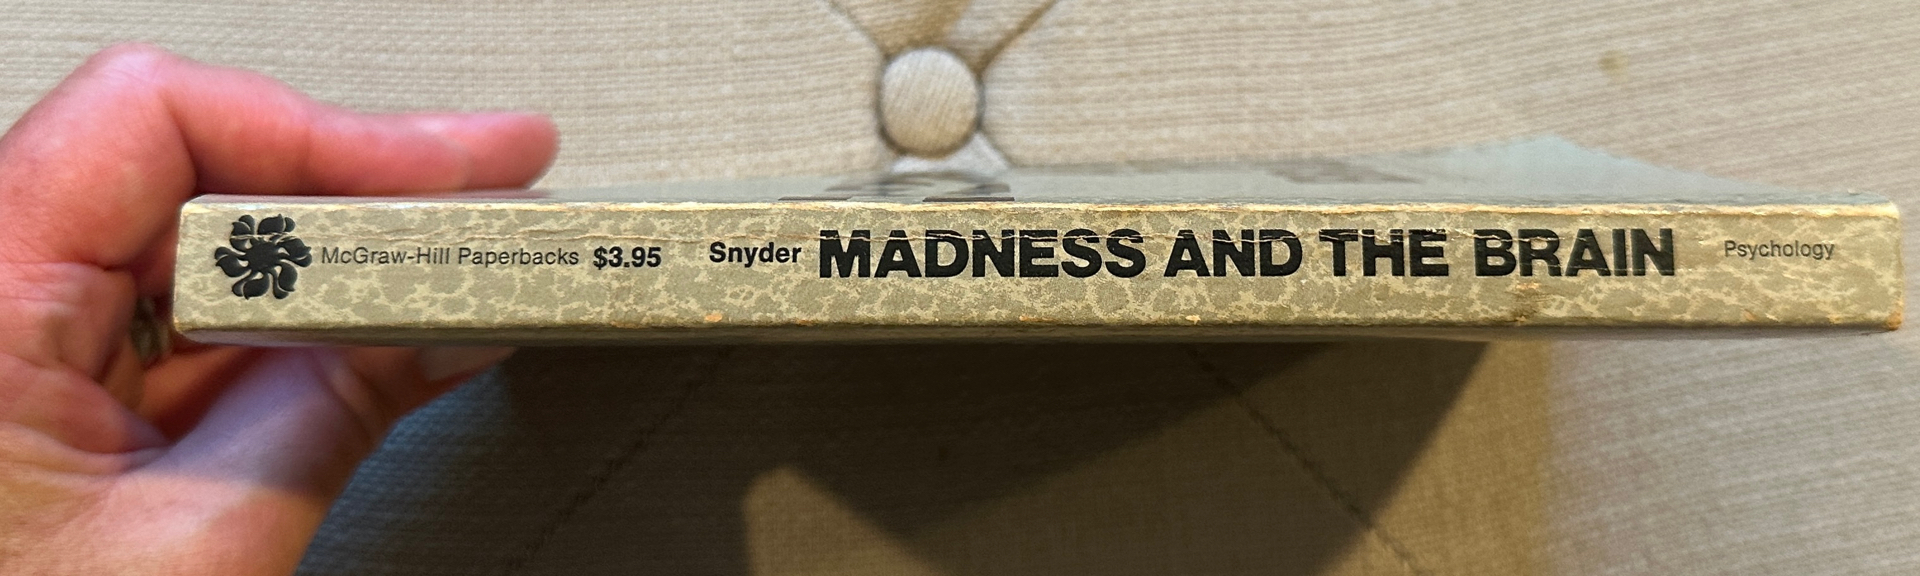 McGraw-Hill Paperbacks $3.95 Snyder MADNESS AND THE BRAIN Psychology